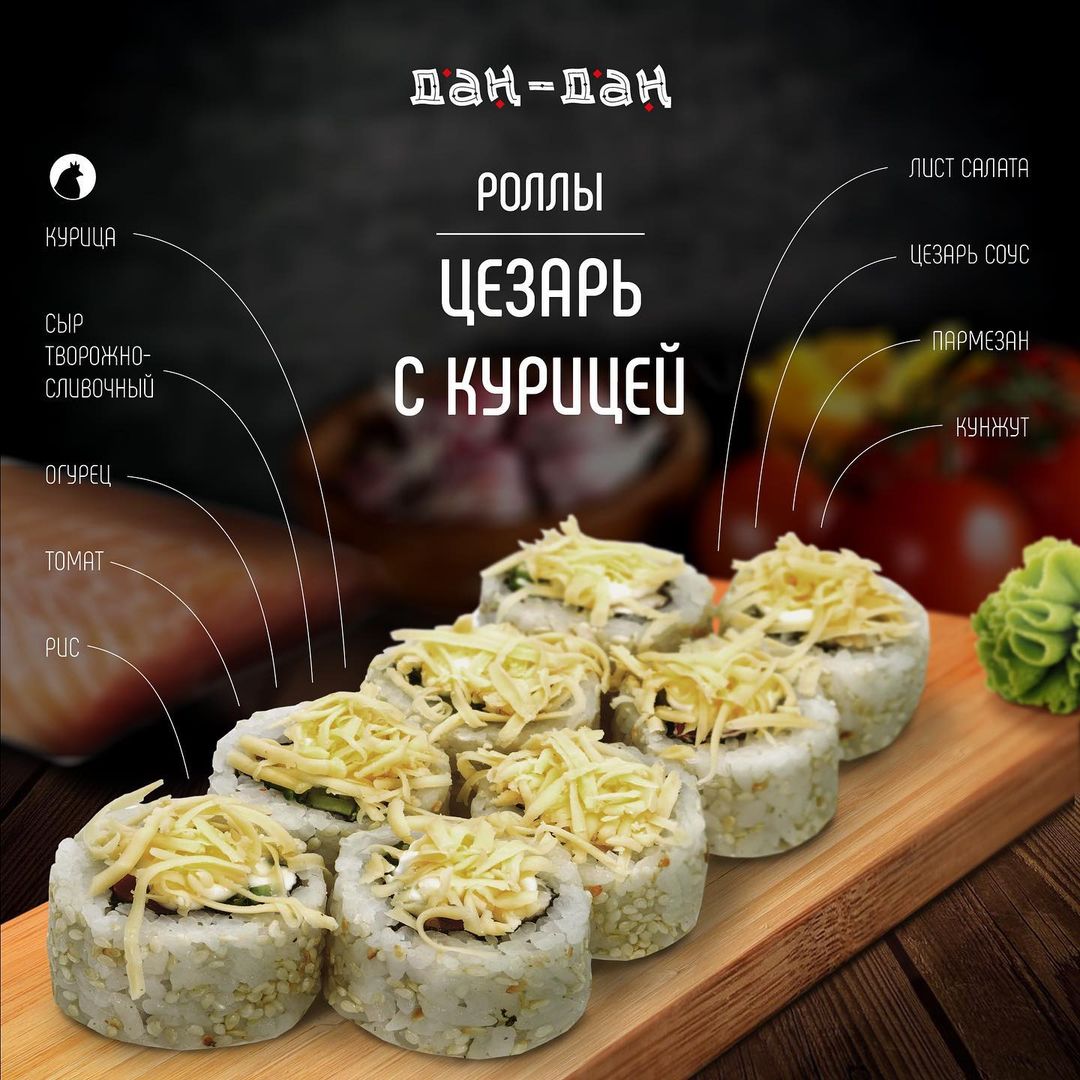 дан-дан
РОЛЛЫ
ЦЕЗАРЬ
С КУРИЦЕЙ
КУРИЦА
СЫР
ТВОРОЖНО-
СЛИВОЧНЫЙ
ОГУРЕЦ
ТОМАТ
РИС
ЛИСТ САЛАТА
ЦЕЗАРЬ СОУС
ПАРМЕЗАН
КУНЖУТ